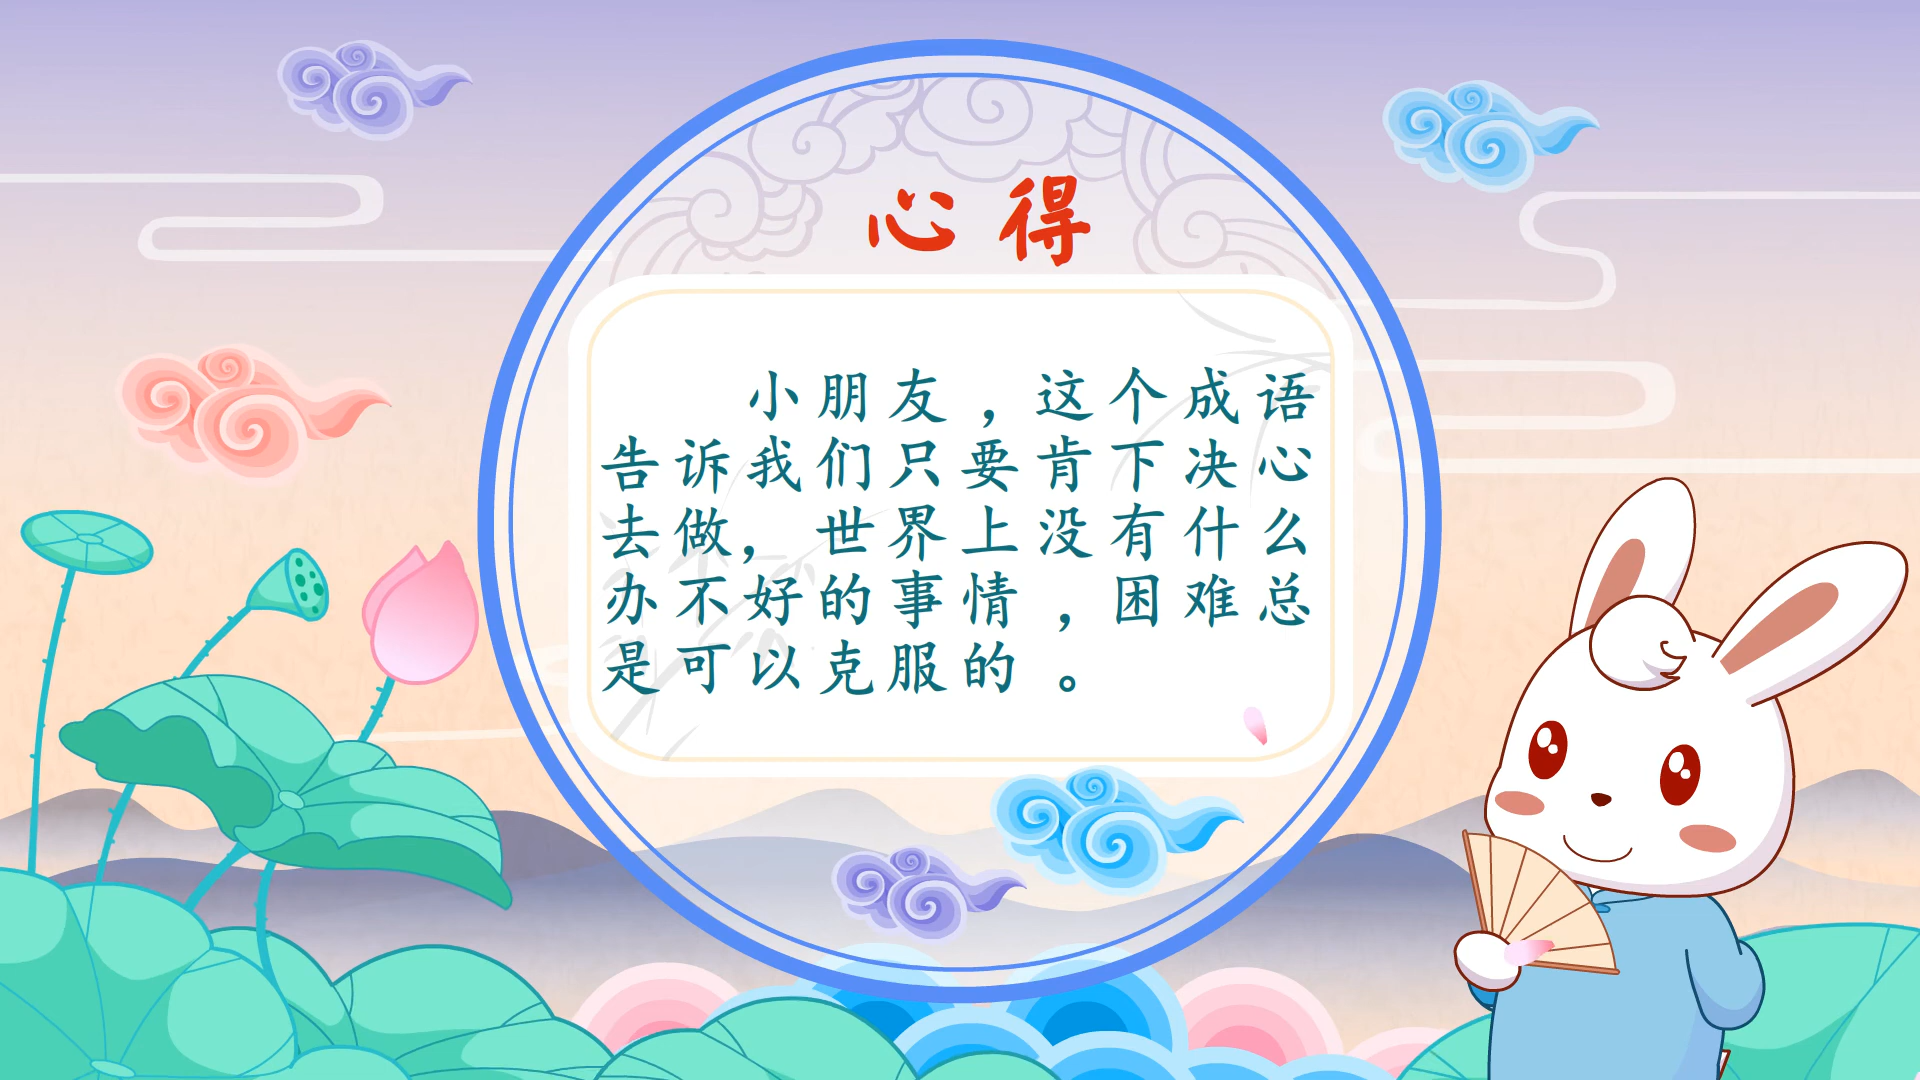 心得
小朋友，这个成语
告诉我们只要肯下决心
去做，世界上没有什么
办不好的事情，困难总
是可以克服的。